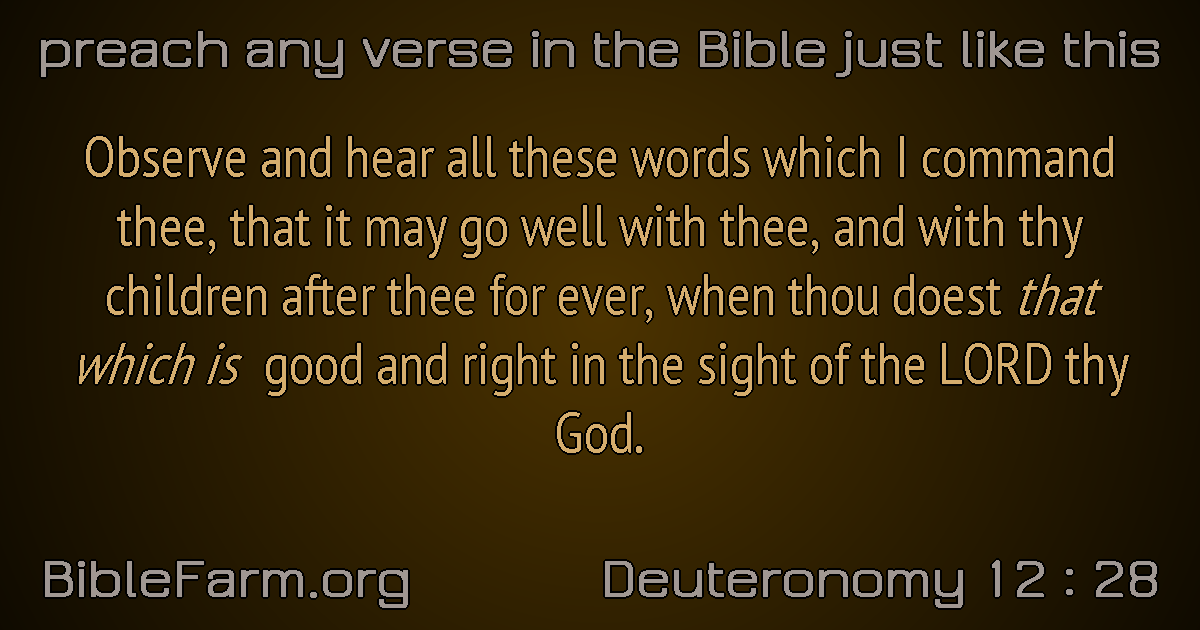 preach any verse in the Bible just like this
Observe and hear all these words which I command
thee, that it may go well with thee, and with thy
children after thee for ever, when thou doest that
which is good and right in the sight of the LORD thy
God.
BibleFarm.org
Deuteronomy 12 : 28